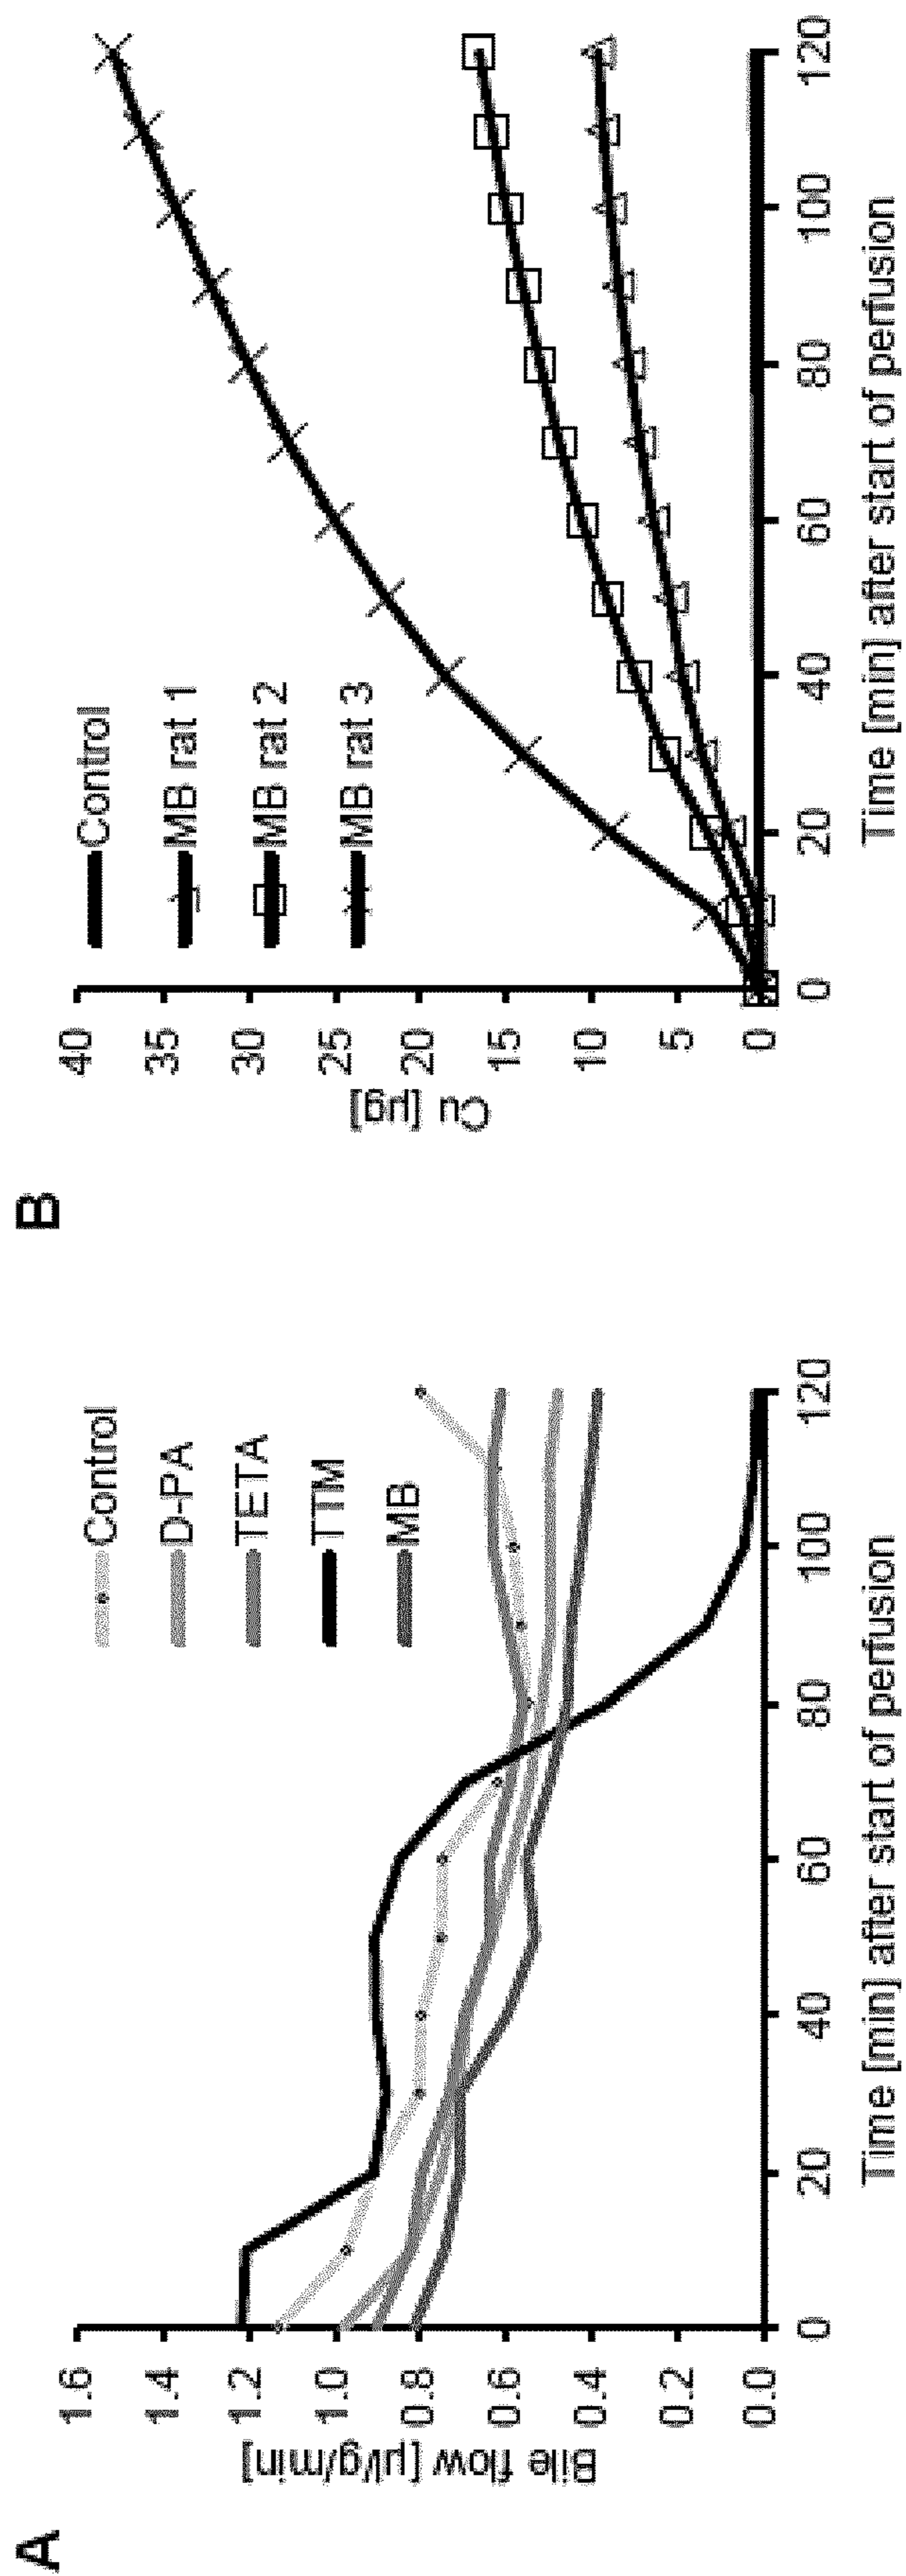 A
Bile flow [µl/g/min]
1.6
1.4
1.2
1.0
0.8
0.6
0.4
0.2
0.0
0 20 40 60 80 100 120
Time [min] after start of perfusion
Control
D-PA
TETA
TTM
MB
B
Cu [µg]
40
35
30
25
20
15
10
5
0
0 20 40 60 80 100 120
Time [min] after start of perfusion
Control
MB rat 1
MB rat 2
MB rat 3